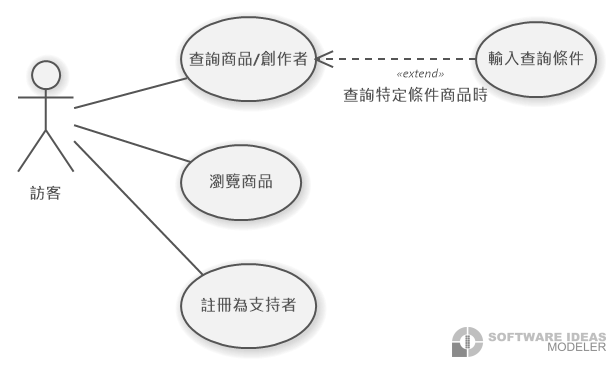 查詢商品/創作者
輸入查詢條件
«extend»
查詢特定條件商品時
訪客
瀏覽商品
註冊為支持者
SOFTWARE IDEAS
MODELER